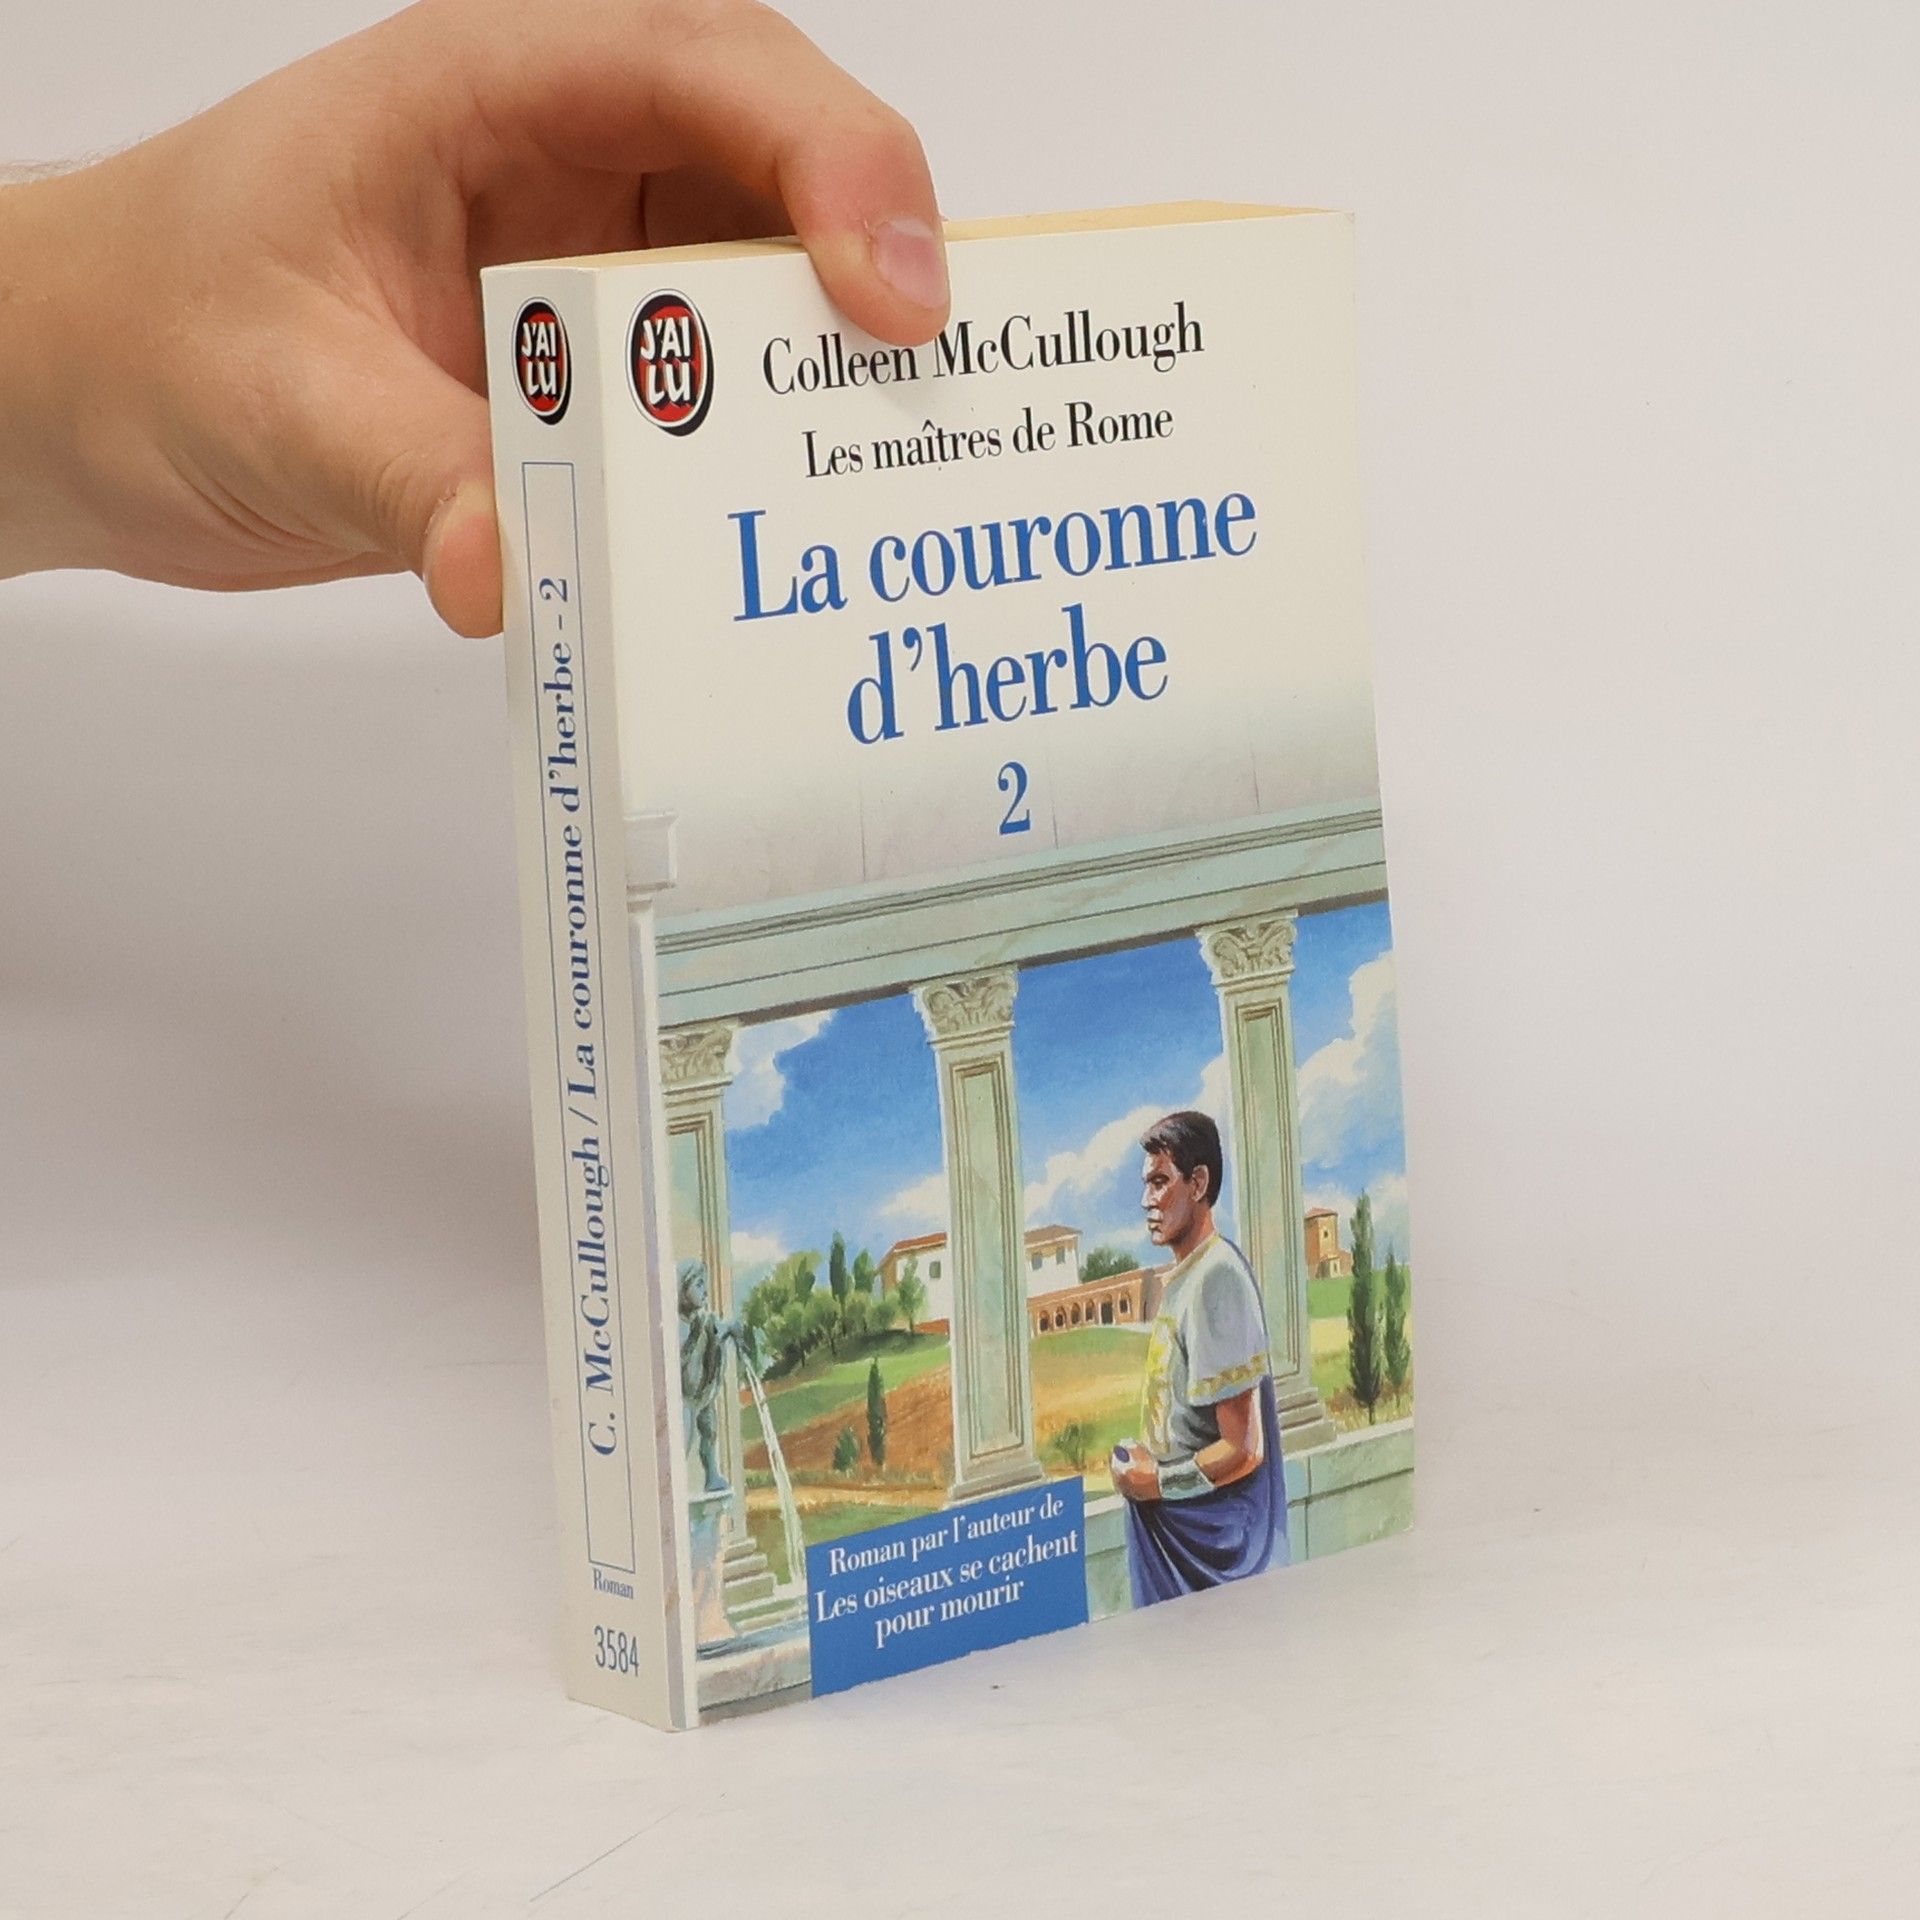 J'AI
LU
C. McCullough / La couronne d'herbe - 2
Roman
3584
J'AI
LU
Colleen McCullough
Les maîtres de Rome
La couronne
d'herbe
2
Roman par l'auteur de
Les oiseaux se cachent
pour mourir